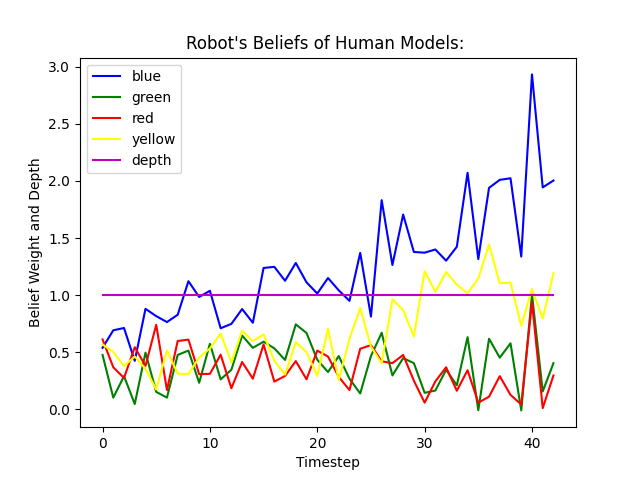 Robot's Beliefs of Human Models:
blue
green
red
yellow
depth
Belief Weight and Depth
3.0
2.5
2.0
1.5
1.0
0.5
0.0
0 10 20 30 40
Timestep